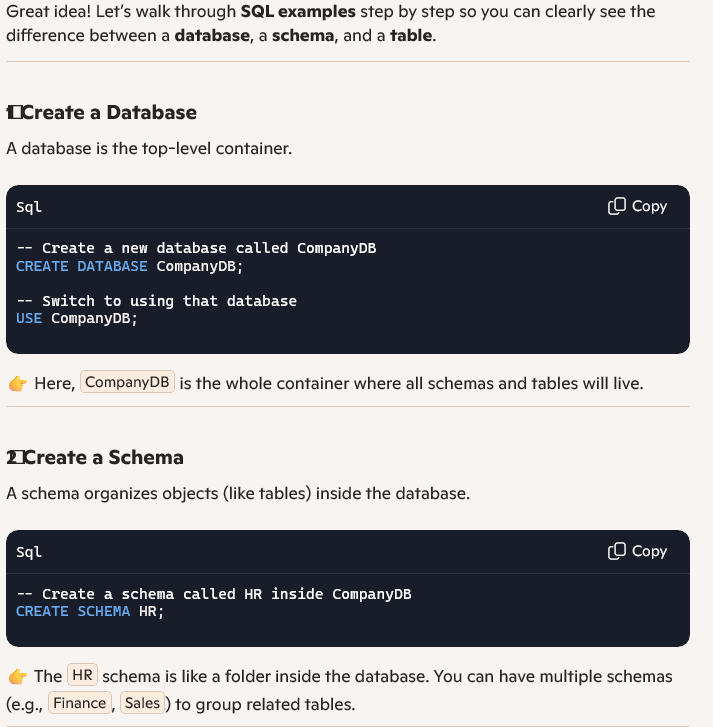 Great idea! Let's walk through SQL examples step by step so you can clearly see the
difference between a database, a schema, and a table.
1 Create a Database
A database is the top-level container.
Sql
Copy
-- Create a new database called CompanyDB
CREATE DATABASE CompanyDB;
-- Switch to using that database
USE CompanyDB;
👉 Here, CompanyDB is the whole container where all schemas and tables will live.
2 Create a Schema
A schema organizes objects (like tables) inside the database.
Sql
Copy
-- Create a schema called HR inside CompanyDB
CREATE SCHEMA HR;
👉 The HR schema is like a folder inside the database. You can have multiple schemas
(e.g., Finance, Sales) to group related tables.